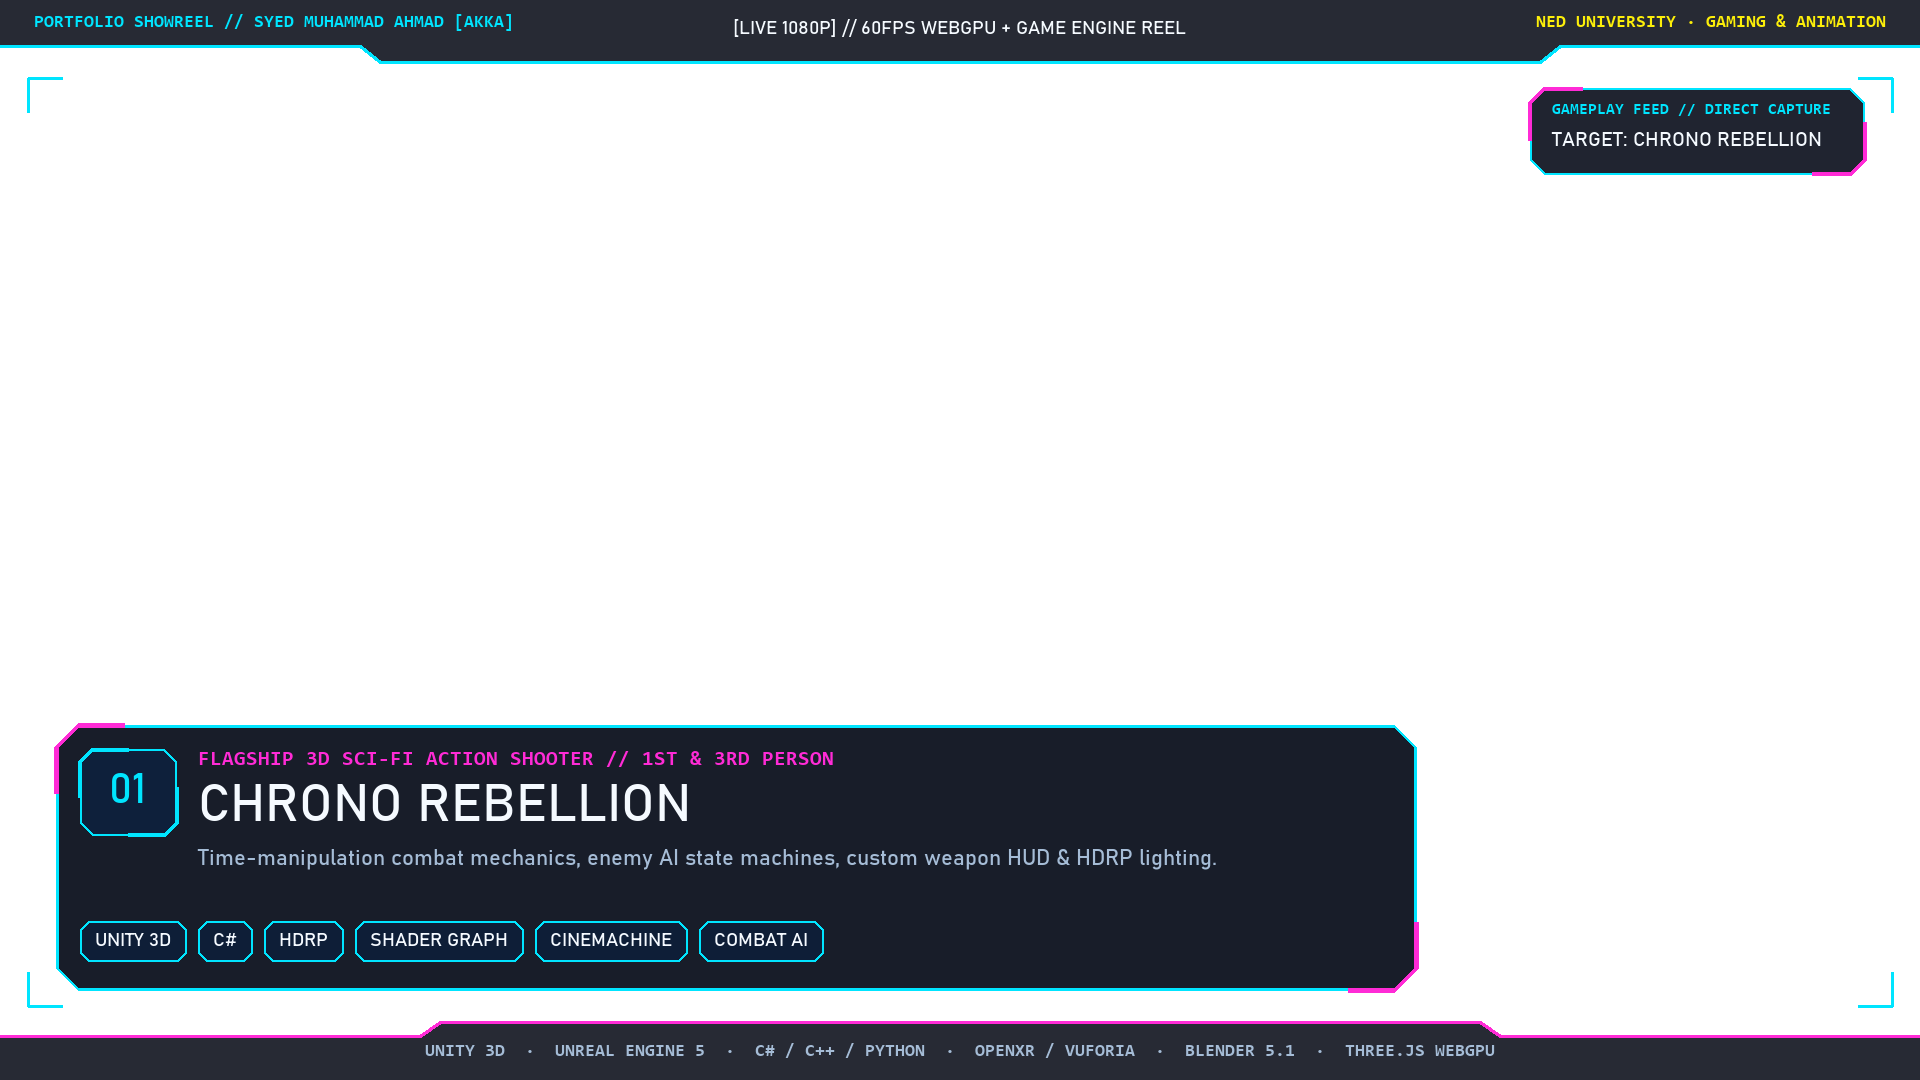 PORTFOLIO SHOWREEL // SYED MUHAMMAD AHMAD [AKKA]
[LIVE 1080P] // 60FPS WEBGPU + GAME ENGINE REEL
NED UNIVERSITY · GAMING & ANIMATION
GAMEPLAY FEED // DIRECT CAPTURE
TARGET: CHRONO REBELLION
01
FLAGSHIP 3D SCI-FI ACTION SHOOTER // 1ST & 3RD PERSON
CHRONO REBELLION
Time-manipulation combat mechanics, enemy AI state machines, custom weapon HUD & HDRP lighting.
UNITY 3D
C#
HDRP
SHADER GRAPH
CINEMACHINE
COMBAT AI
UNITY 3D · UNREAL ENGINE 5 · C# / C++ / PYTHON · OPENXR / VUFORIA · BLENDER 5.1 · THREE.JS WEBGPU